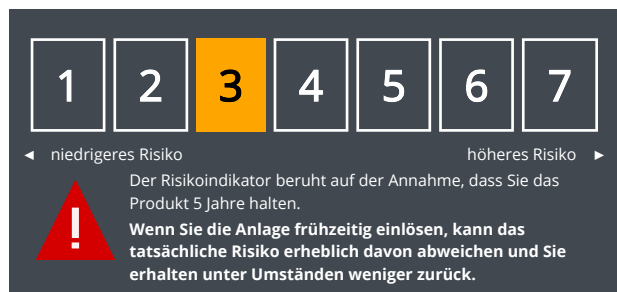 1 2 3 4 5 6 7
◄ niedrigeres Risiko höheres Risiko ►
Der Risikoindikator beruht auf der Annahme, dass Sie das
Produkt 5 Jahre halten.
Wenn Sie die Anlage frühzeitig einlösen, kann das
tatsächliche Risiko erheblich davon abweichen und Sie
erhalten unter Umständen weniger zurück.
!